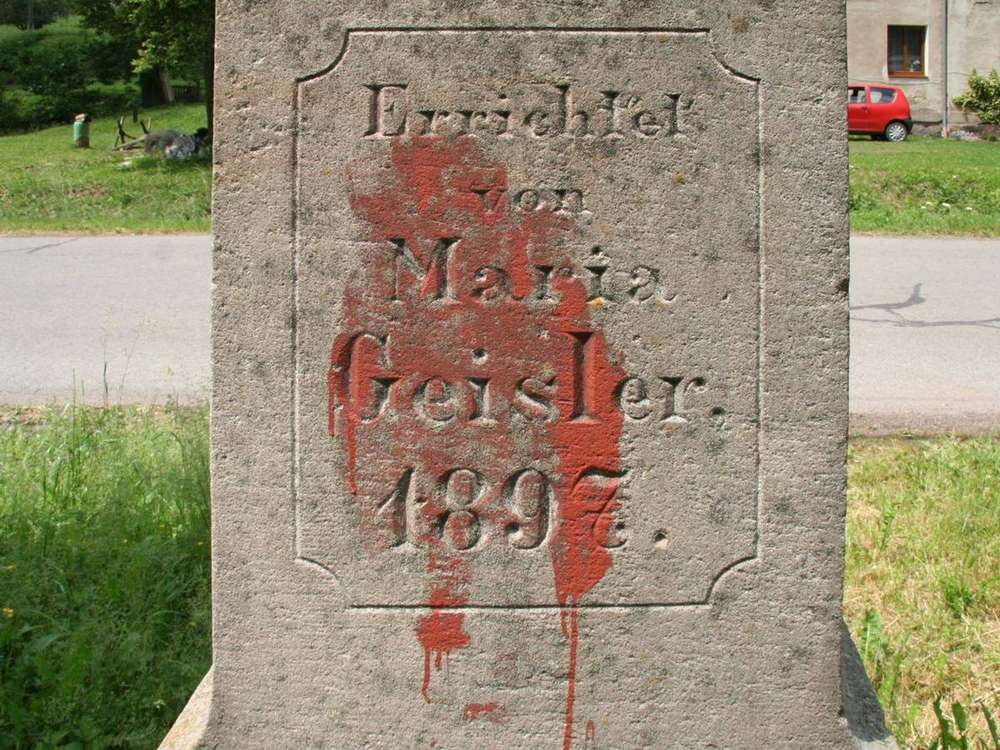 Errichtet
von
Maria
Geisler.
1897.